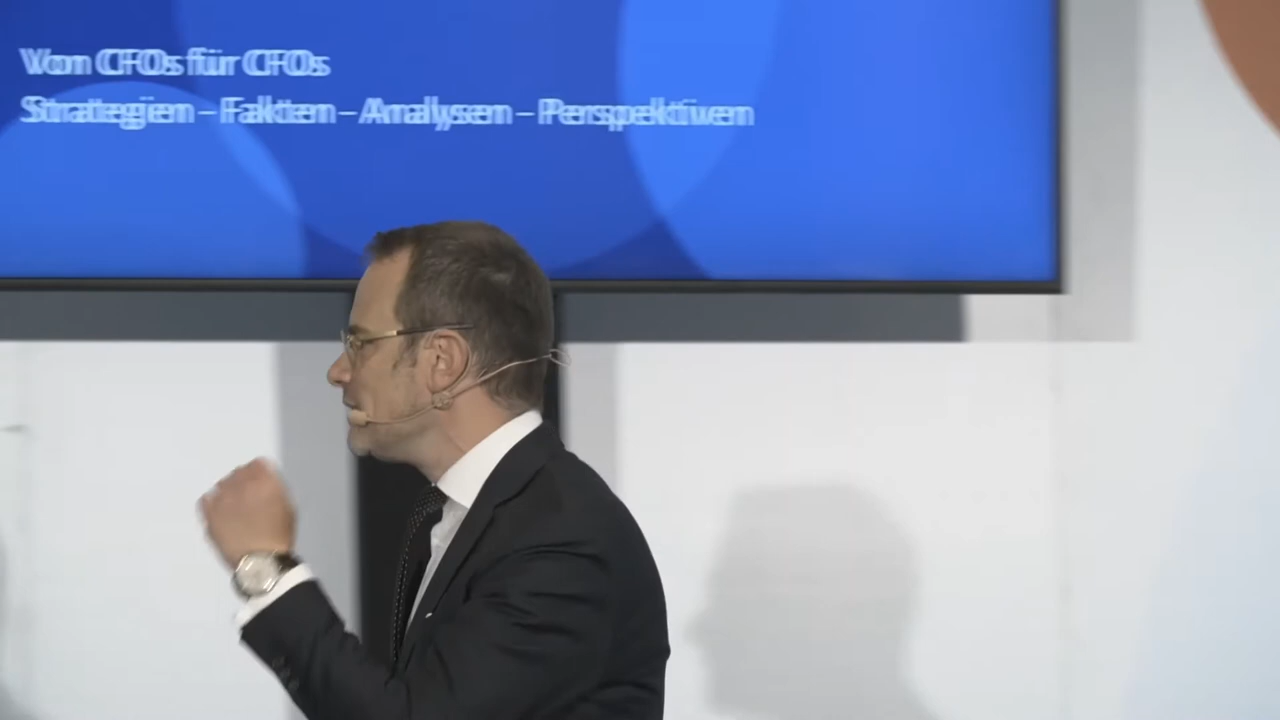 Von CFOs für CFOs
Strategien – Fakten – Analysen – Perspektiven